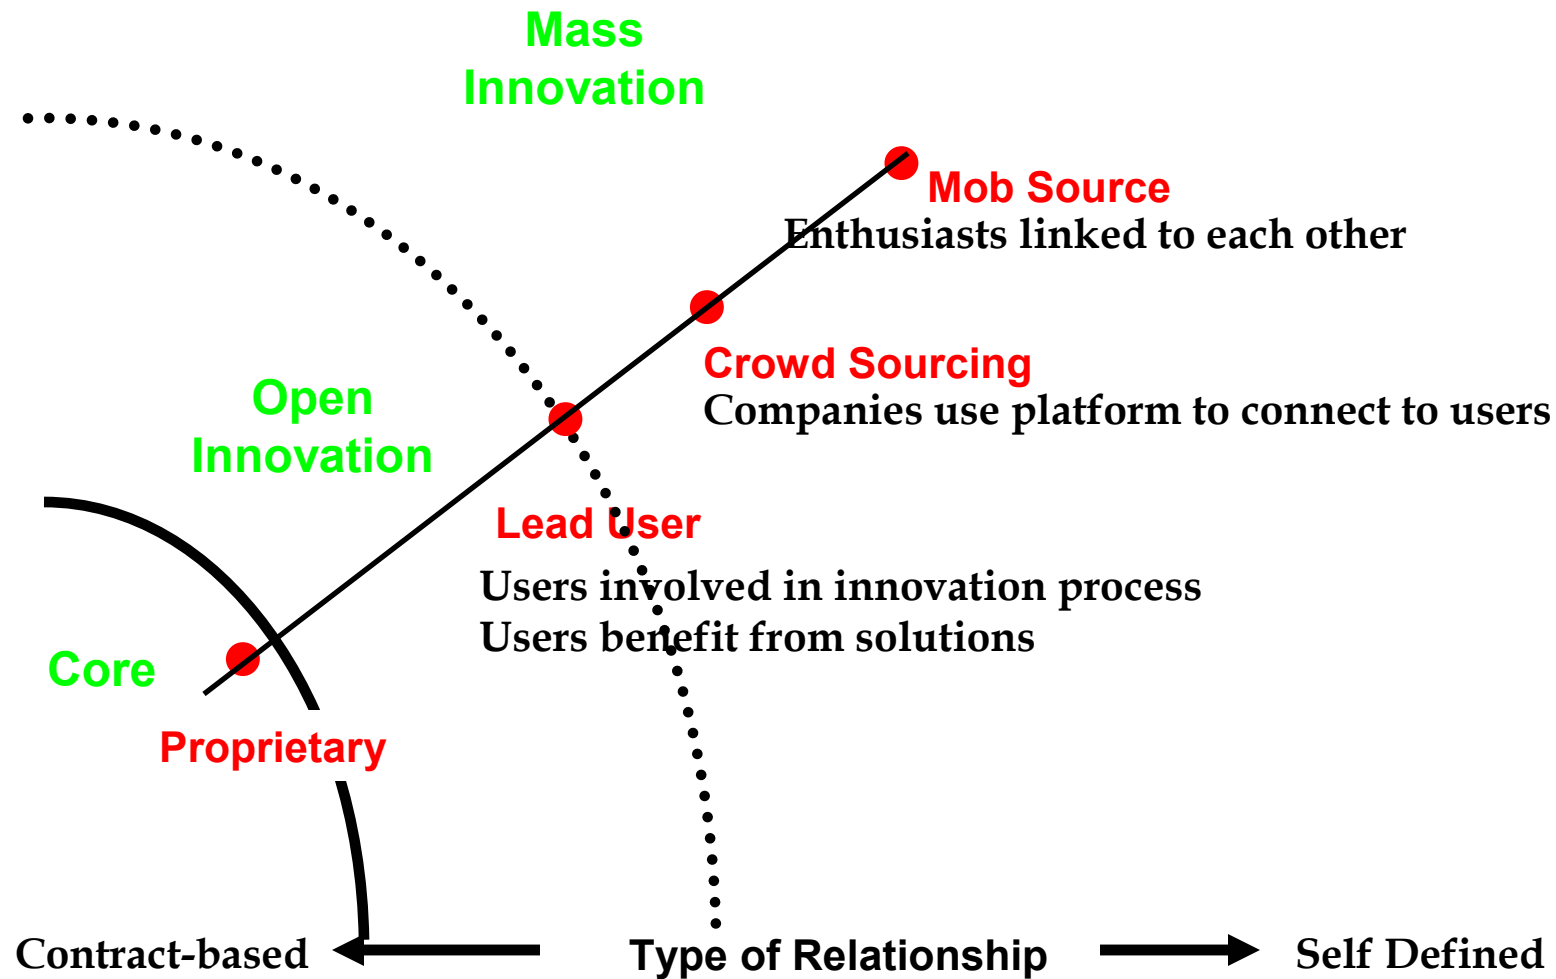 Mass
Innovation
Mob Source
Enthusiasts linked to each other
Crowd Sourcing
Companies use platform to connect to users
Open
Innovation
Lead User
Users involved in innovation process
Users benefit from solutions
Core
Proprietary
Contract-based
Type of Relationship
Self Defined